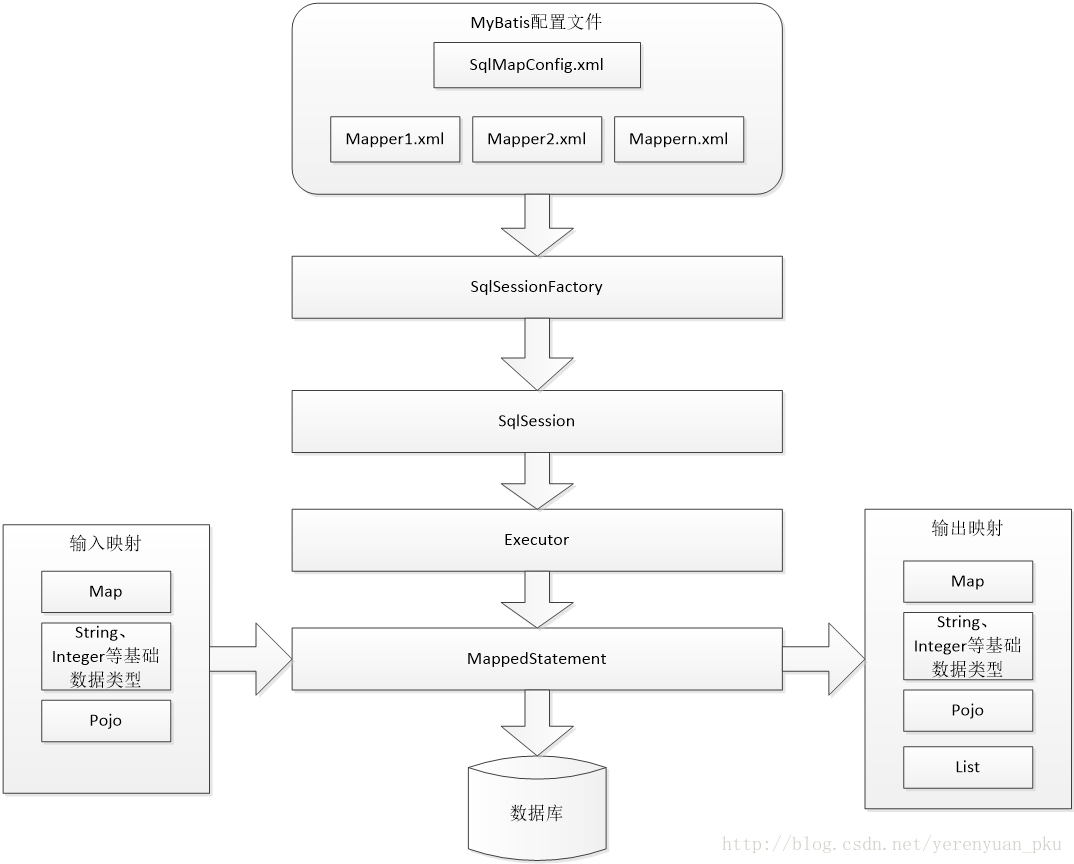 MyBatis配置文件
SqlMapConfig.xml
Mapper1.xml
Mapper2.xml
Mappern.xml
SqlSessionFactory
SqlSession
Executor
输入映射
Map
String、
Integer等基础
数据类型
Pojo
MappedStatement
输出映射
Map
String、
Integer等基础
数据类型
Pojo
List
数据库
http://blog.csdn.net/yerenyuan_pku